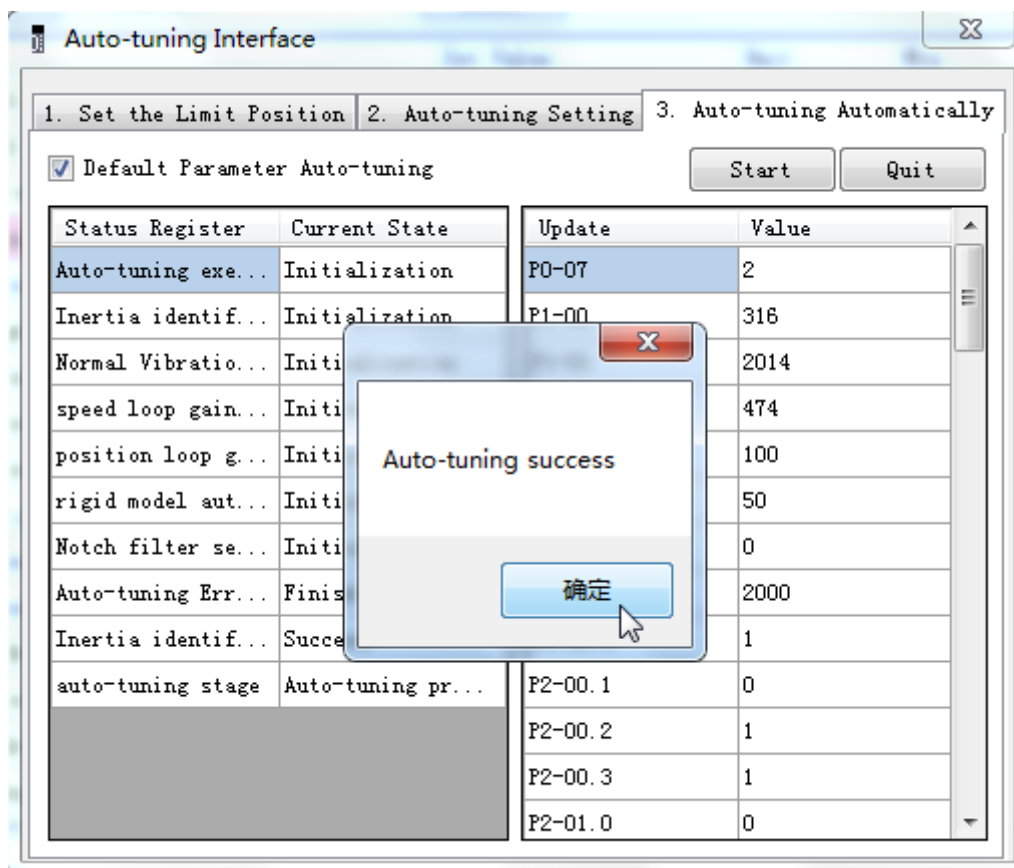 Auto-tuning Interface
1. Set the Limit Position 2. Auto-tuning Setting 3. Auto-tuning Automatically
Default Parameter Auto-tuning Start Quit
Status Register Current State Update Value
Auto-tuning exe... Initialization P0-07 2
Inertia identif... Initialization P1-00 316
Normal Vibratio... Initi 2014
speed loop gain... Initi 474
position loop g... Initi 100
rigid model aut... Initi 50
Notch filter se... Initi 0
Auto-tuning Err... Finis 2000
Inertia identif... Succe 1
auto-tuning stage Auto-tuning pr... P2-00.1 0
P2-00.2 1
P2-00.3 1
P2-01.0 0
Auto-tuning success
确定